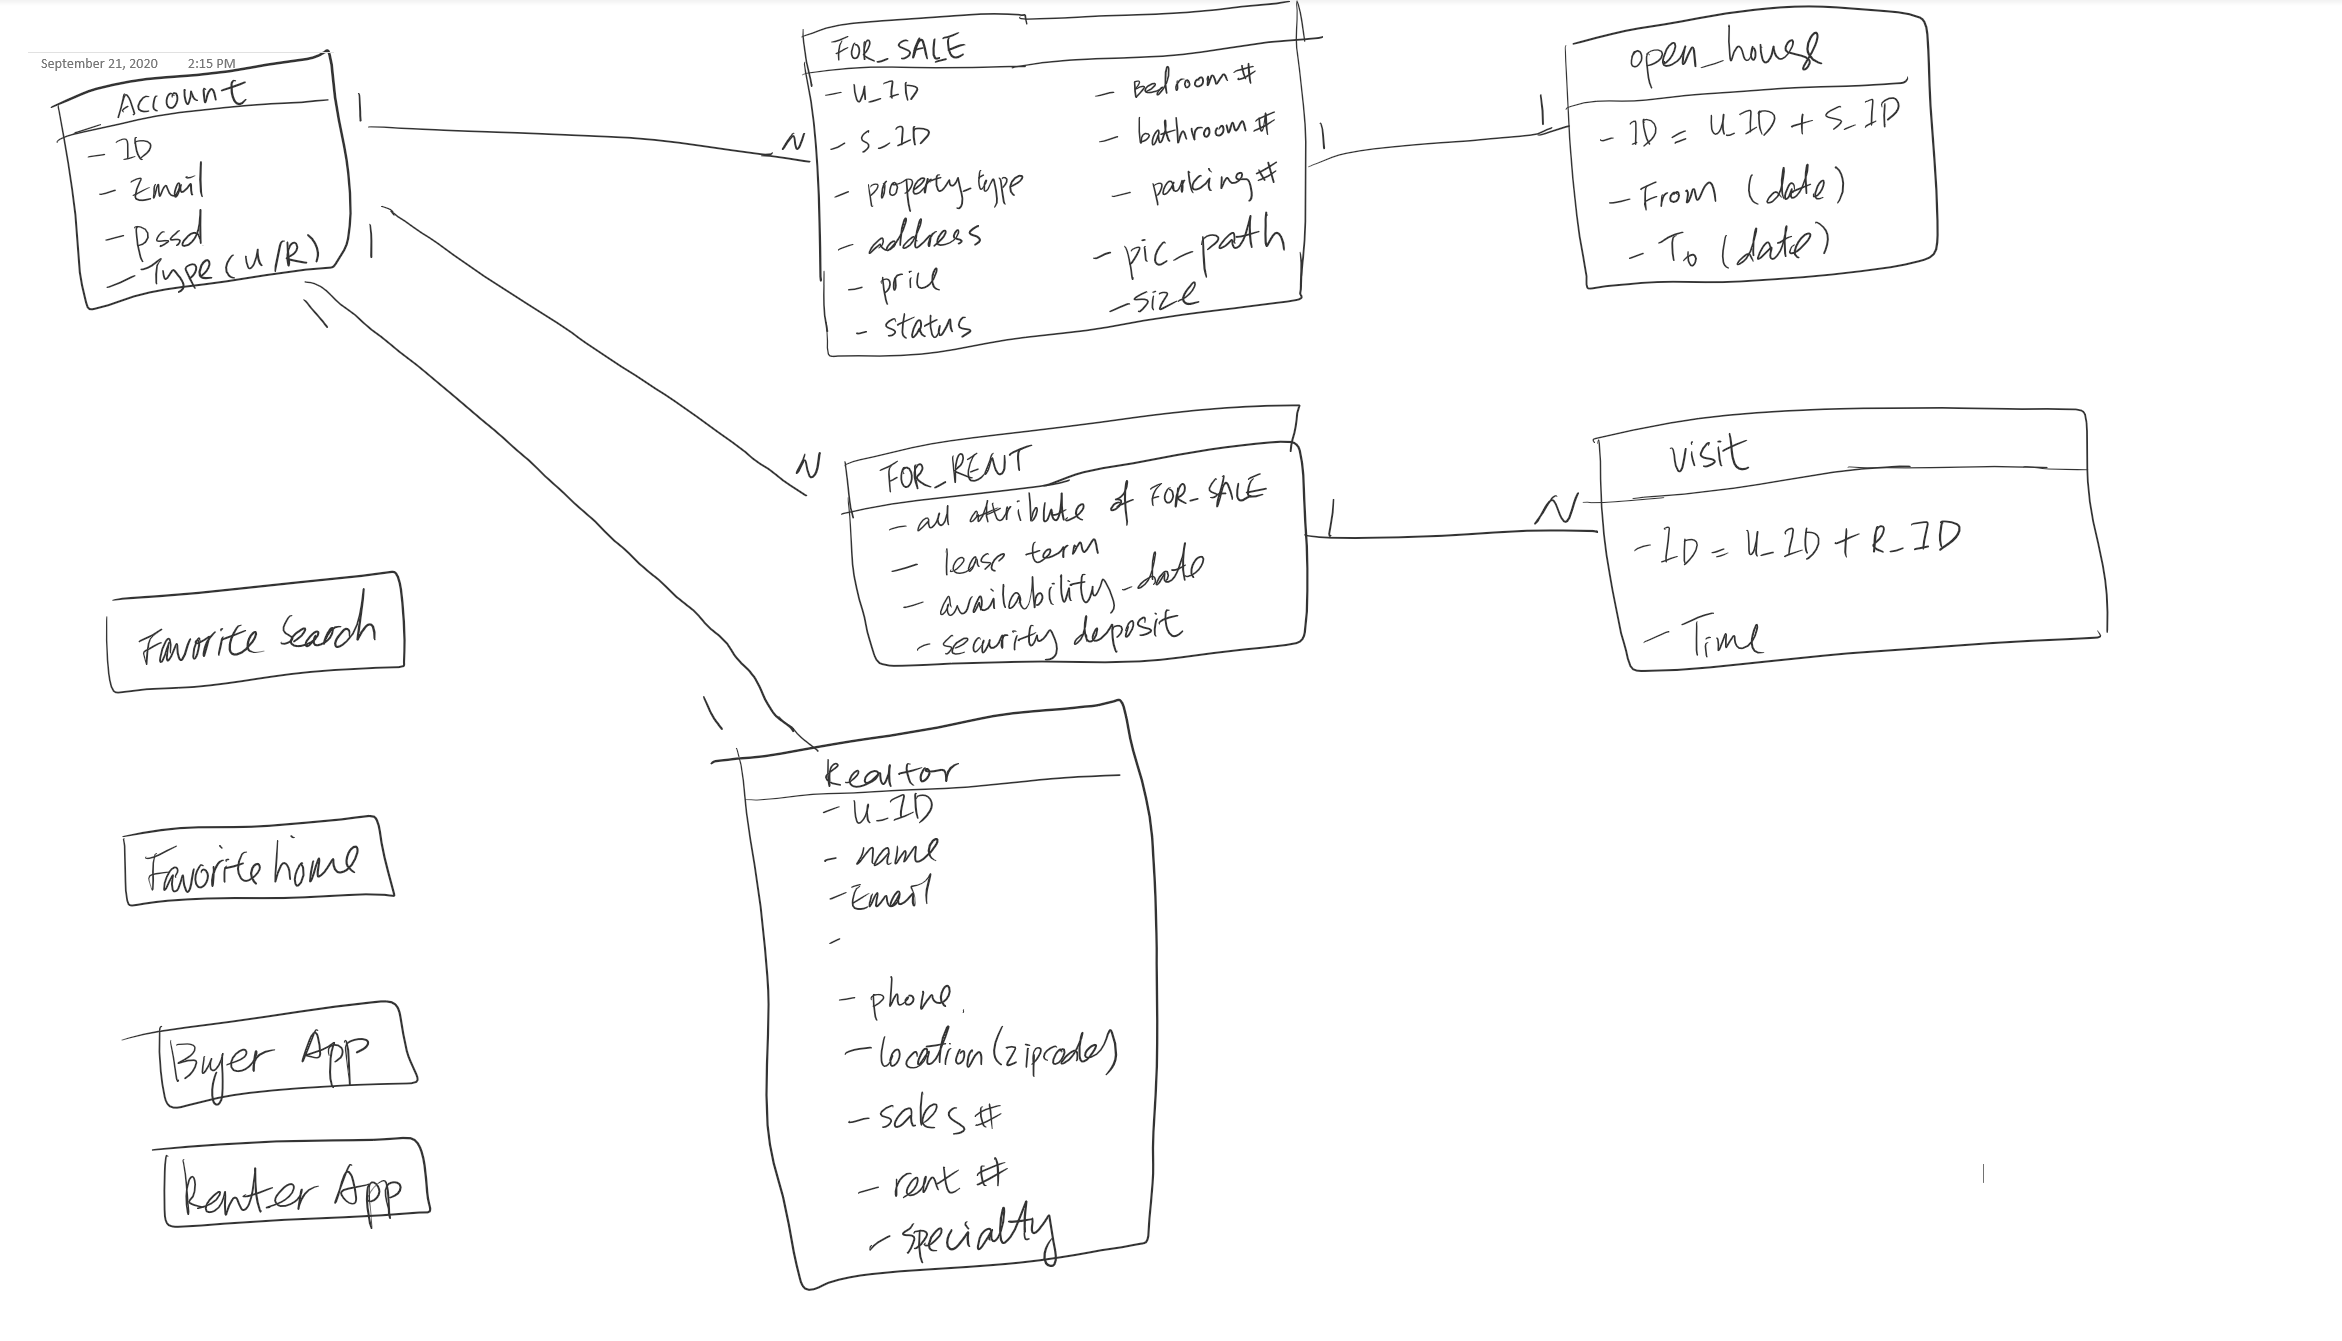 September 21, 2020 2:15 PM
Account
- ID
- Email
- Pssd
- Type (U/R)
1
N
1
N
1
1
FOR_SALE
- U_ID
- S_ID
- property_type
- address
- price
- status
- Bedroom #
- bathroom #
- parking #
- pic_path
- size
1
1
open_house
- ID = U_ID + S_ID
- From (date)
- To (date)
FOR_RENT
- all attribute of FOR_SALE
- lease term
- availability_date
- security deposit
1
N
visit
- ID = U_ID + R_ID
- Time
Realtor
- U_ID
- name
- Email
-
- phone.
- location (zipcode)
- sales #
- rent #
- specialty
Favorite Search
Favorite home
Buyer App
Renter App